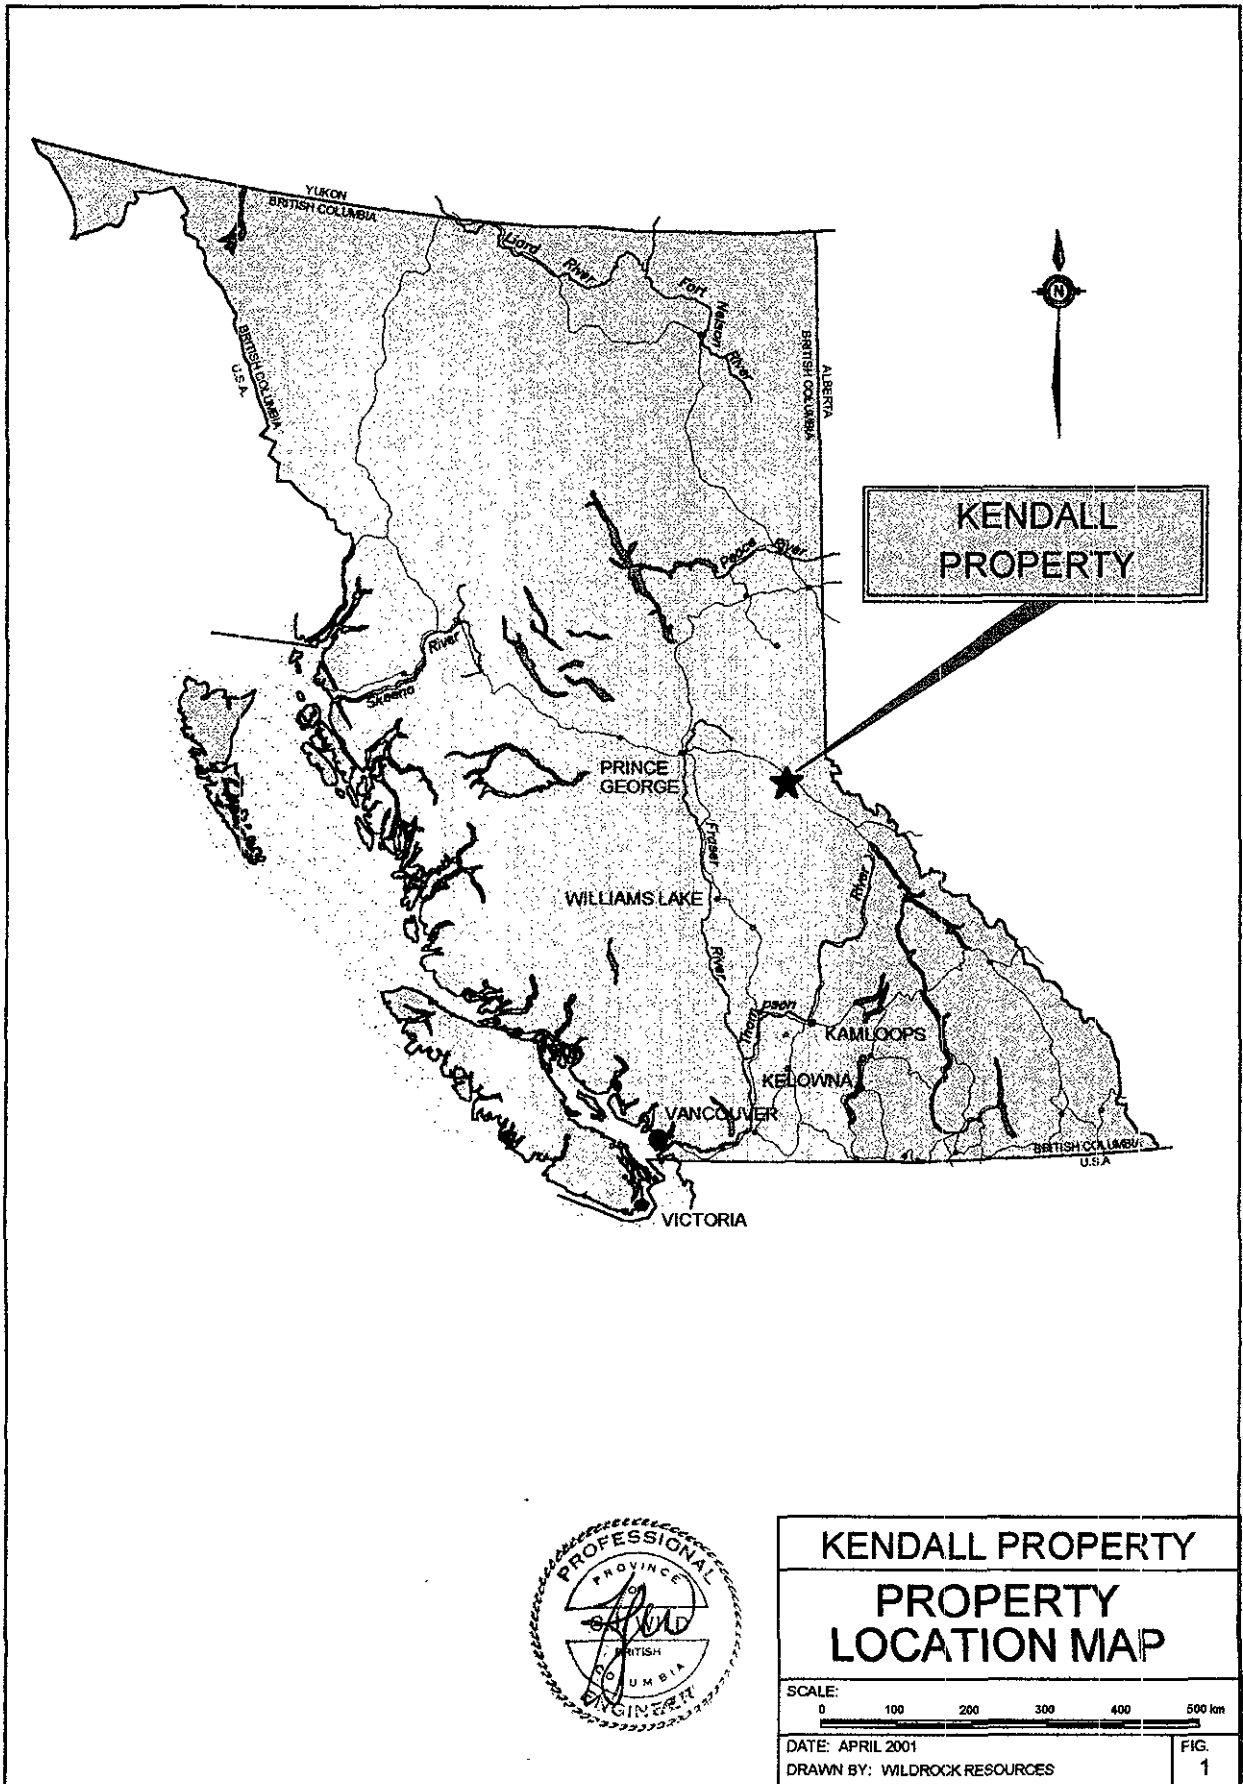 YUKON
BRITISH COLUMBIA
Liard
River
Fort
Nelson
River
BRITISH COLUMBIA
U.S.A.
BRITISH COLUMBIA
ALBERTA
N
KENDALL
PROPERTY
Peace River
River
Skeena
PRINCE
GEORGE
Fraser
River
WILLIAMS LAKE
River
Thompson
KAMLOOPS
KELOWNA
VANCOUVER
BRITISH COLUMBIA
U.S.A
VICTORIA
PROFESSIONAL
PROVINCE
OF
WILD
BRITISH
COLUMBIA
ENGINEER
KENDALL PROPERTY
PROPERTY
LOCATION MAP
SCALE:
0 100 200 300 400 500 km
DATE: APRIL 2001
DRAWN BY: WILDROCK RESOURCES
FIG.
1